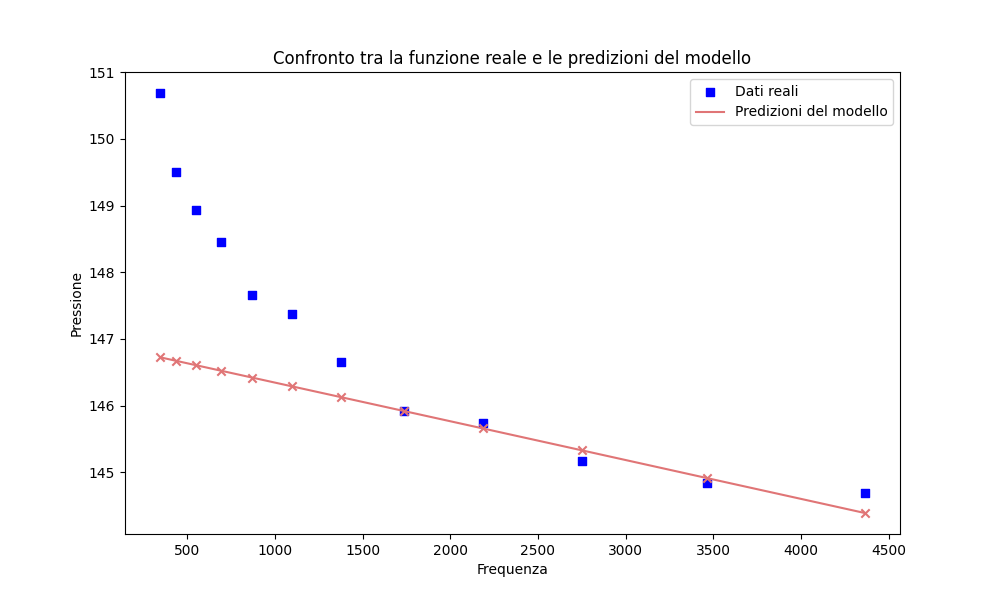 Confronto tra la funzione reale e le predizioni del modello
151
150
149
148
147
146
145
Pressione
Dati reali
Predizioni del modello
500 1000 1500 2000 2500 3000 3500 4000 4500
Frequenza